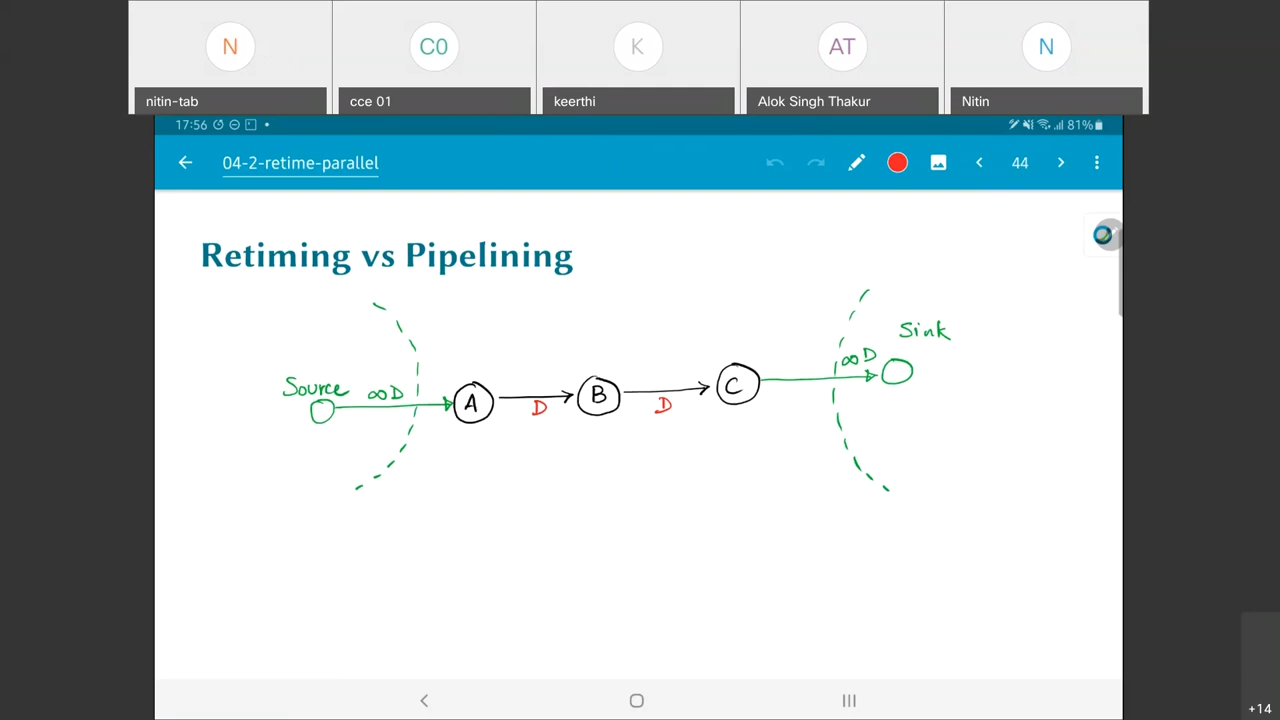 N
C0
K
AT
N
nitin-tab
cce 01
keerthi
Alok Singh Thakur
Nitin
17:56
81%
04-2-retime-parallel
44
Retiming vs Pipelining
Sink
Source
∞D
∞D
A
B
C
D
D
+14